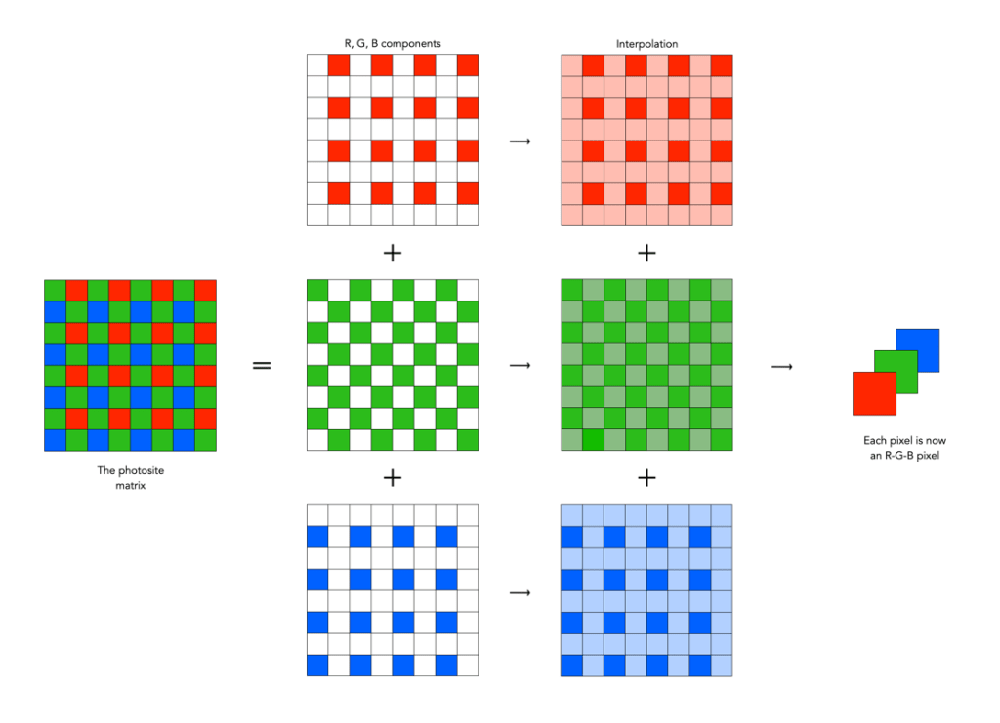 R, G, B components
Interpolation
The photosite
matrix
Each pixel is now
an R-G-B pixel